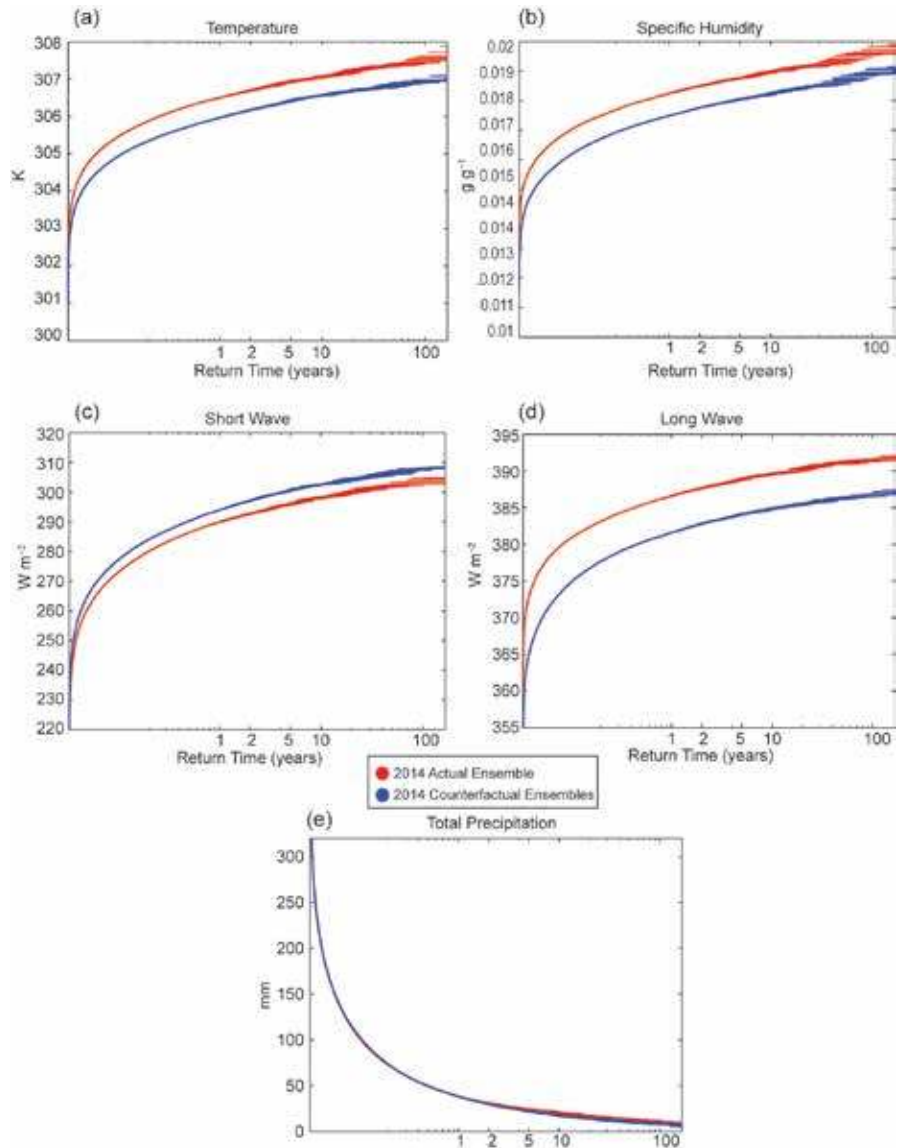 (a)
Temperature
308
307
306
305
304
303
302
301
300
K
1 2 5 10 100
Return Time (years)
(b)
Specific Humidity
0.02
0.019
0.018
0.017
0.016
0.015
0.014
0.013
0.012
0.011
0.01
g g⁻¹
1 2 5 10 100
Return Time (years)
(c)
Short Wave
320
310
300
290
280
270
260
250
240
230
220
W m⁻²
1 2 5 10 100
Return Time (years)
(d)
Long Wave
395
390
385
380
375
370
365
360
355
W m⁻²
1 2 5 10 100
Return Time (years)
2014 Actual Ensemble
2014 Counterfactual Ensembles
(e)
Total Precipitation
300
250
200
150
100
50
0
mm
1 2 5 10 100